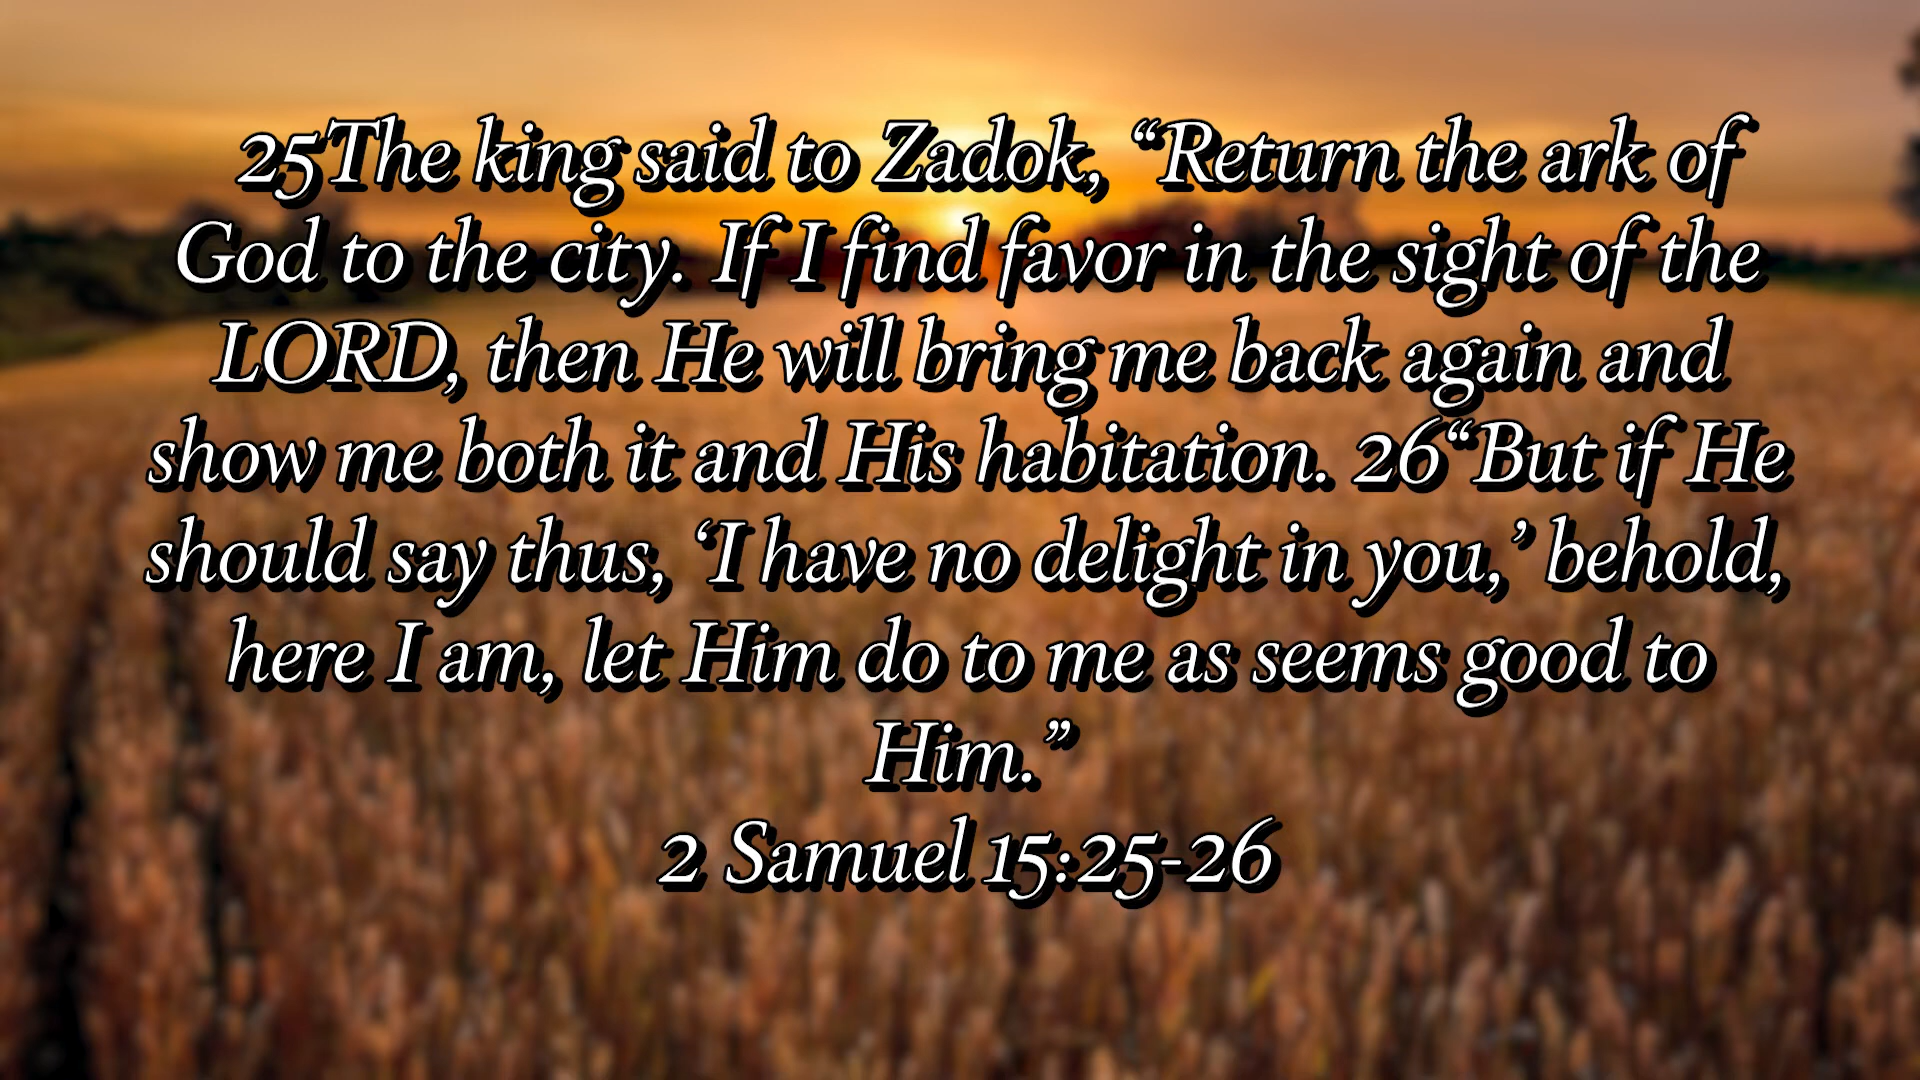 25The king said to Zadok, “Return the ark of
God to the city. If I find favor in the sight of the
LORD, then He will bring me back again and
show me both it and His habitation. 26“But if He
should say thus, ‘I have no delight in you,’ behold,
here I am, let Him do to me as seems good to
Him.”
2 Samuel 15:25-26